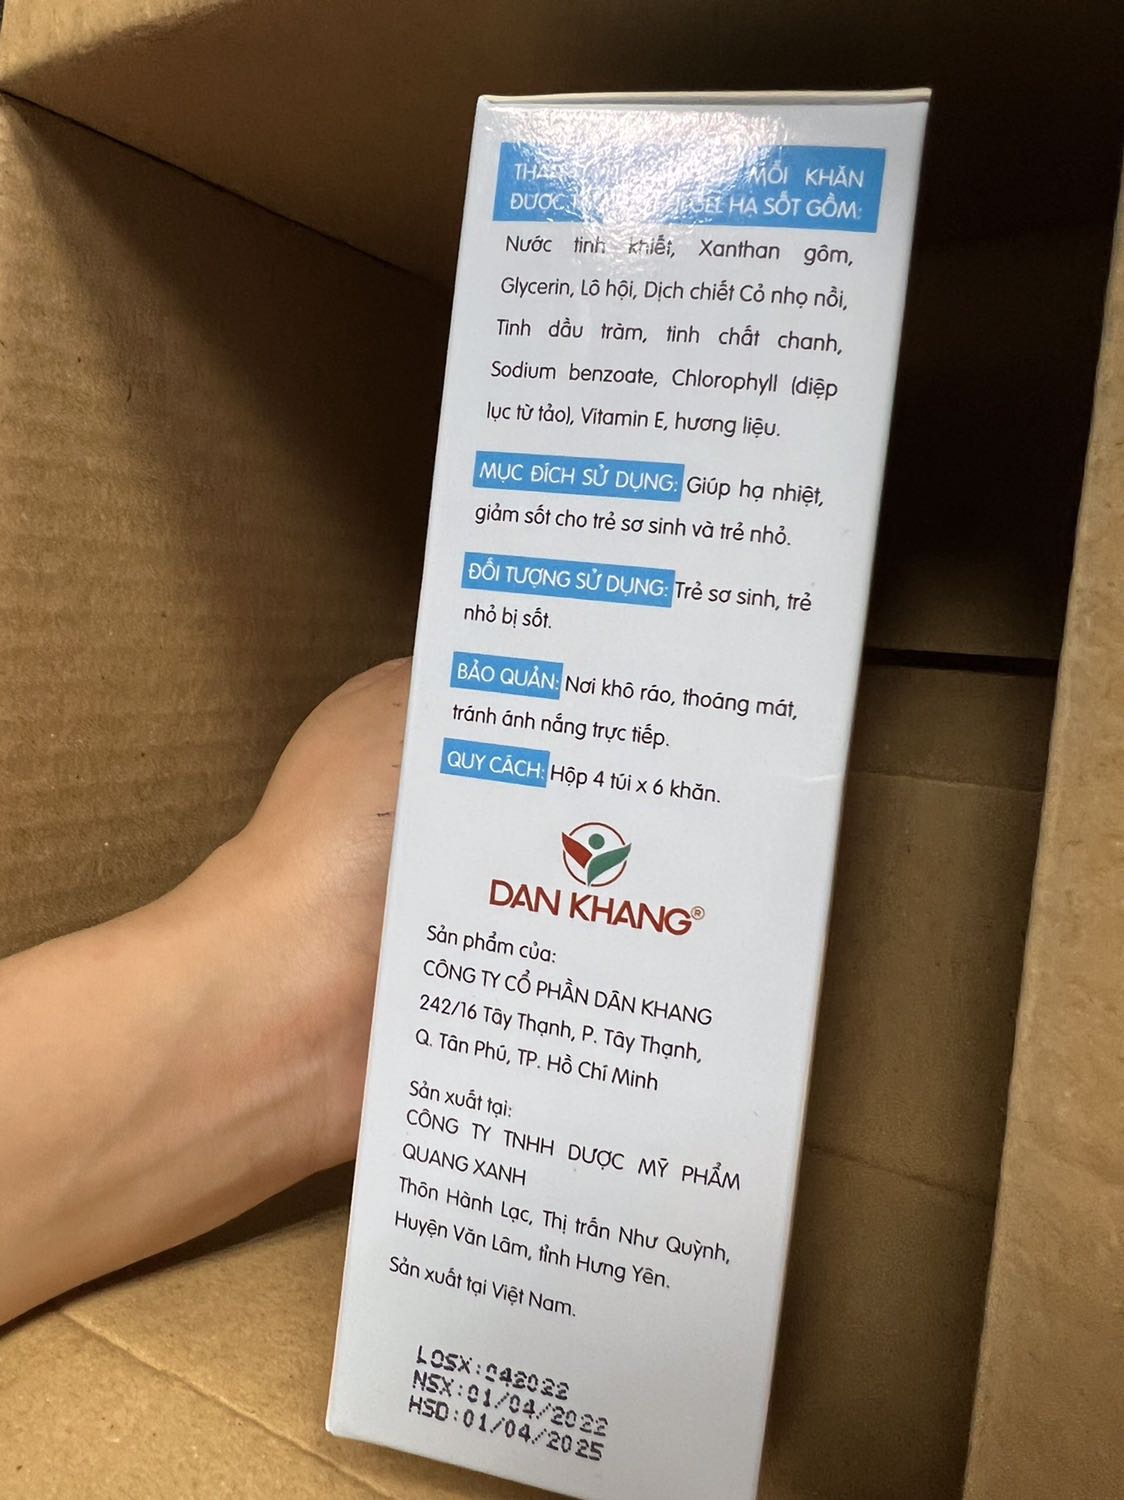 MỖI KHĂN
ĐƯỢC GEL HẠ SỐT GỒM:
Nước tinh khiết, Xanthan gôm,
Glycerin, Lô hội, Dịch chiết Cỏ nhọ nồi,
Tinh dầu tràm, tinh chất chanh,
Sodium benzoate, Chlorophyll (diệp
lục từ tảo), Vitamin E, hương liệu.
MỤC ĐÍCH SỬ DỤNG: Giúp hạ nhiệt,
giảm sốt cho trẻ sơ sinh và trẻ nhỏ.
ĐỐI TƯỢNG SỬ DỤNG: Trẻ sơ sinh, trẻ
nhỏ bị sốt.
BẢO QUẢN: Nơi khô ráo, thoáng mát,
tránh ánh nắng trực tiếp.
QUY CÁCH: Hộp 4 túi x 6 khăn.
DAN KHANG®
Sản phẩm của:
CÔNG TY CỔ PHẦN DÂN KHANG
242/16 Tây Thạnh, P. Tây Thạnh,
Q. Tân Phú, TP. Hồ Chí Minh
Sản xuất tại:
CÔNG TY TNHH DƯỢC MỸ PHẨM
QUANG XANH
Thôn Hành Lạc, Thị trấn Như Quỳnh,
Huyện Văn Lâm, tỉnh Hưng Yên.
Sản xuất tại Việt Nam.
LOSX:042022
NSX:01/04/2022
HSD:01/04/2025